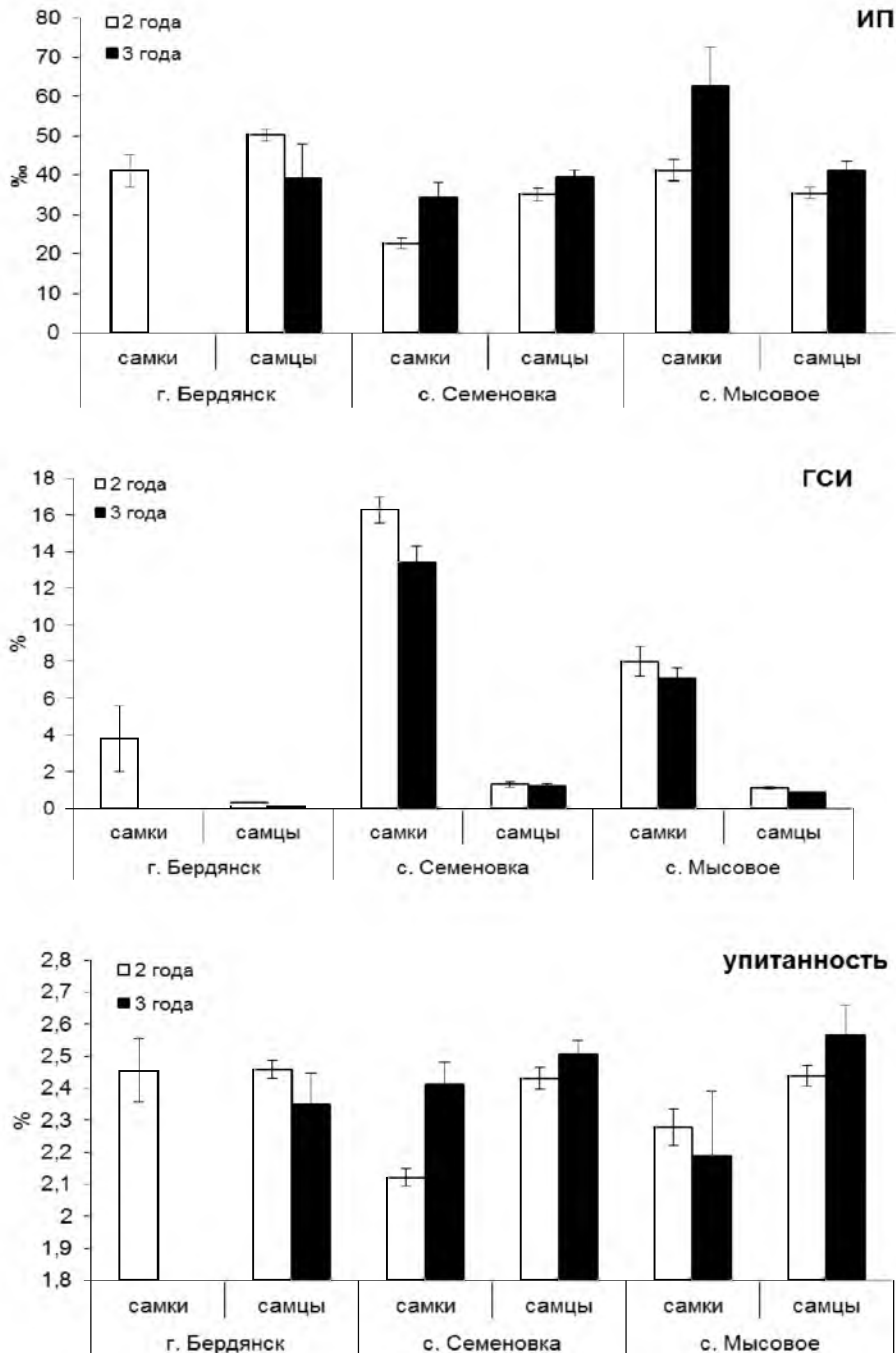 ИП
80
2 года
70
3 года
60
50
40
30
20
10
0
‰
самки самцы самки самцы самки самцы
г. Бердянск с. Семеновка с. Мысовое
ГСИ
18
2 года
16
3 года
14
12
10
8
6
4
2
0
%
самки самцы самки самцы самки самцы
г. Бердянск с. Семеновка с. Мысовое
упитанность
2,8
2 года
2,7
3 года
2,6
2,5
2,4
2,3
2,2
2,1
2
1,9
1,8
%
самки самцы самки самцы самки самцы
г. Бердянск с. Семеновка с. Мысовое